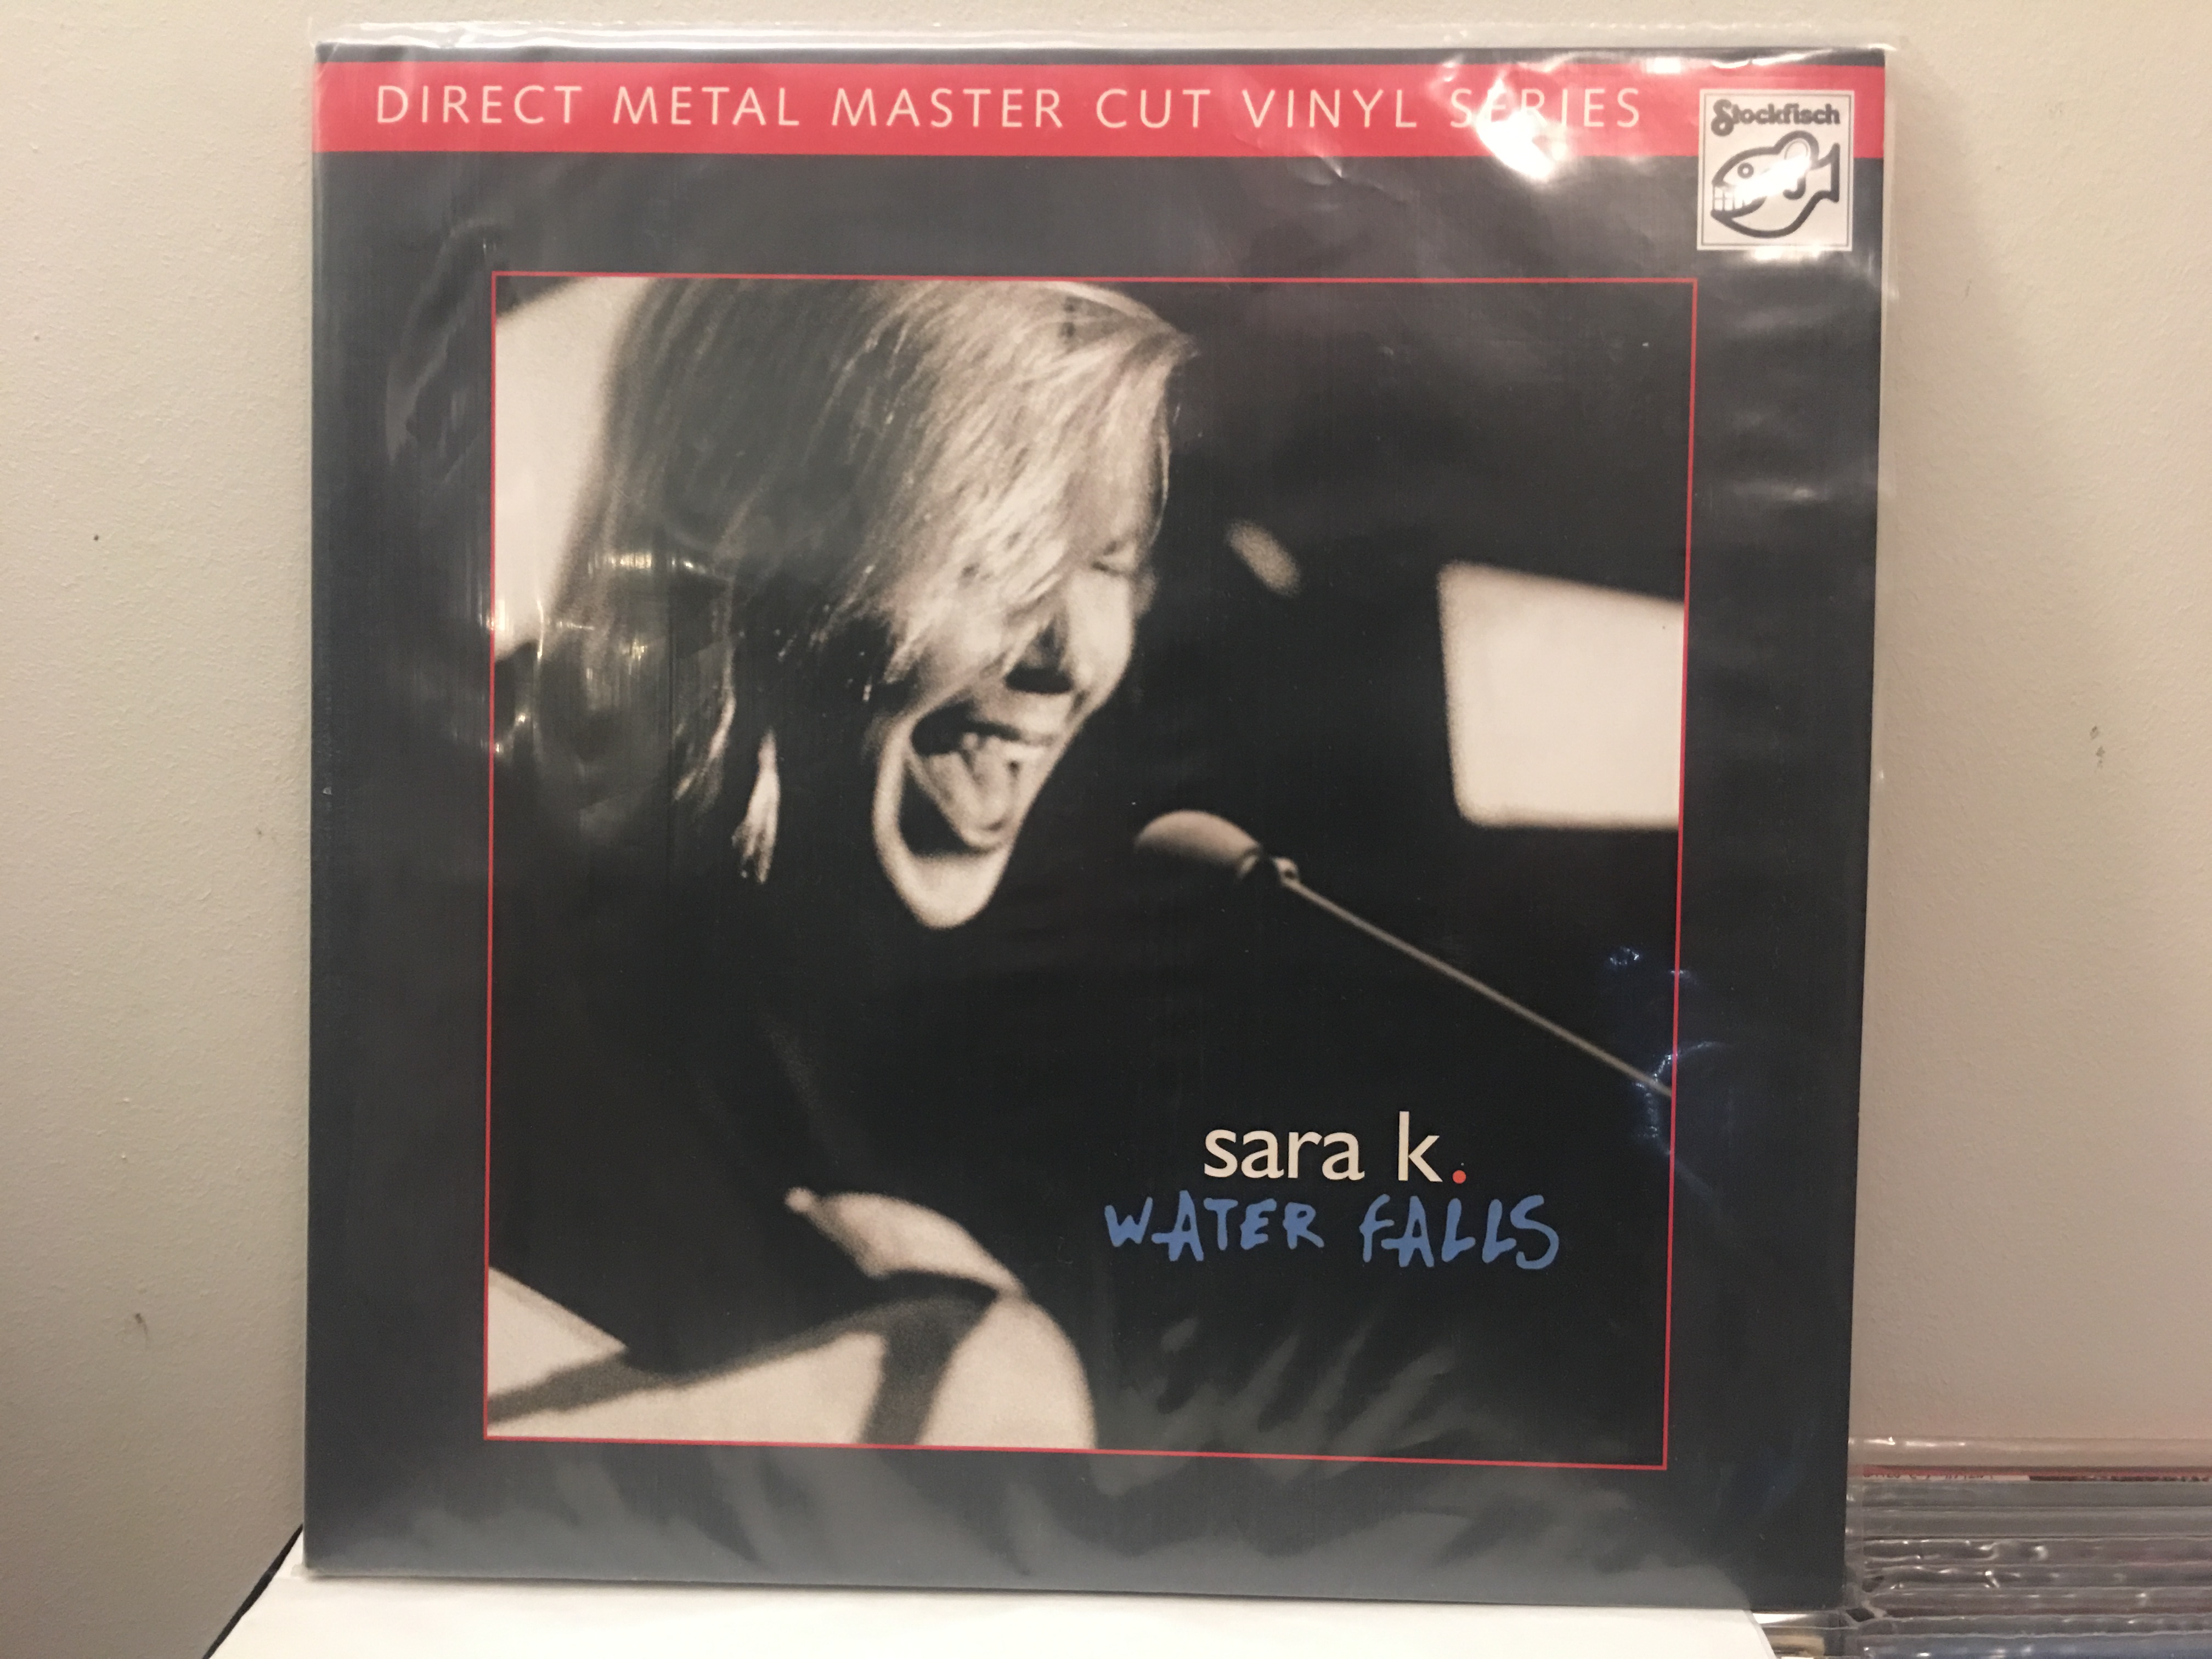 DIRECT METAL MASTER CUT VINYL SERIES
Stockfisch
sara k.
WATER FALLS